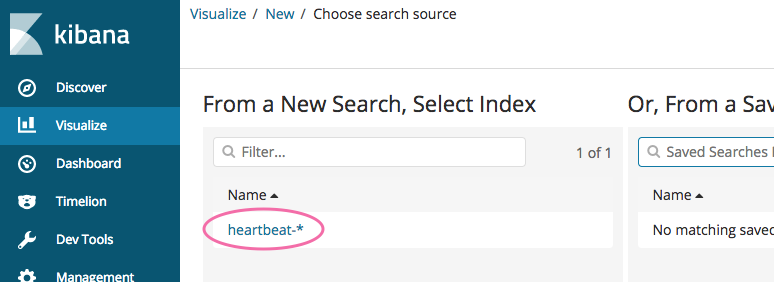 kibana
Discover
Visualize
Dashboard
Timelion
Dev Tools
Management
Visualize / New / Choose search source
From a New Search, Select Index
Filter...
1 of 1
Name
heartbeat-*
Or, From a Sav
Saved Searches
Name
No matching saved